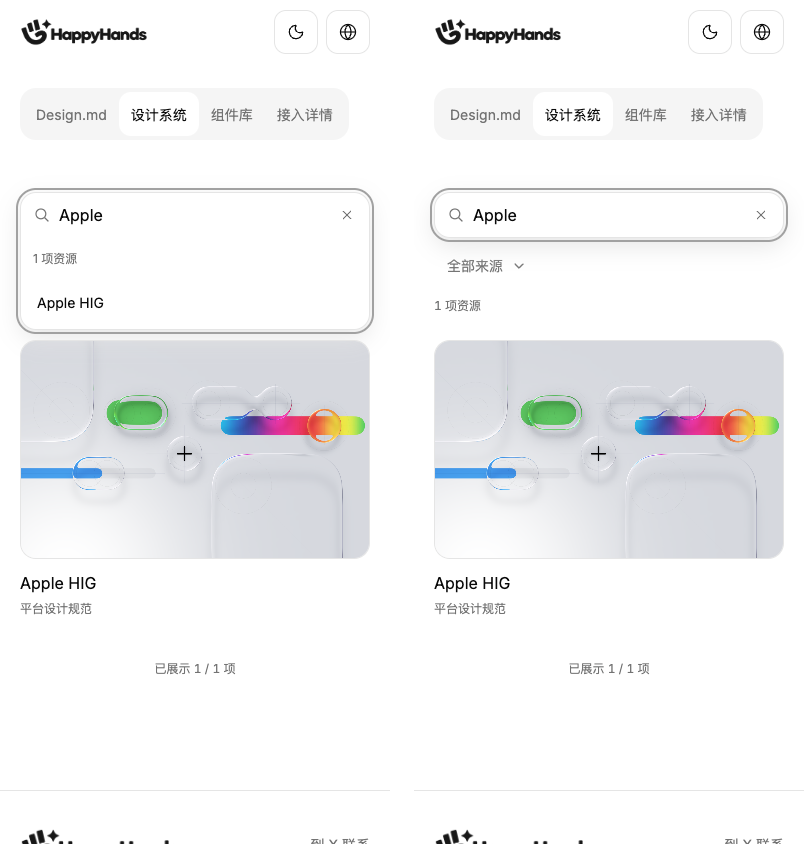 HappyHands
Design.md 设计系统 组件库 接入详情
Apple
1 项资源
Apple HIG
Apple HIG
平台设计规范
已展示 1 / 1 项
HappyHands
Design.md 设计系统 组件库 接入详情
Apple
全部来源
1 项资源
Apple HIG
平台设计规范
已展示 1 / 1 项